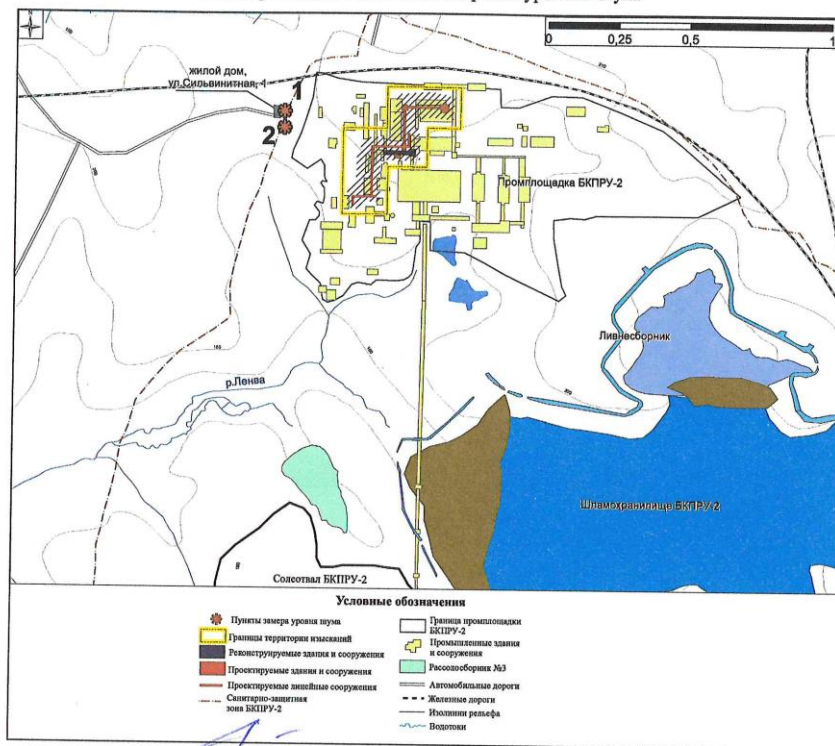 0 0,25 0,5 1
жилой дом,
ул.Сильвинитная, 1
1
2
Промплощадка БКПРУ-2
Ливнесборник
р.Ленва
Шламохранилище БКПРУ-2
Солеотвал БКПРУ-2
Условные обозначения
Пункты замера уровня шума
Границы территории изысканий
Реконструируемые здания и сооружения
Проектируемые здания и сооружения
Проектируемые линейные сооружения
Санитарно-защитная
зона БКПРУ-2
Граница промплощадки
БКПРУ-2
Промышленные здания
и сооружения
Рассолосборник №3
Автомобильные дороги
Железные дороги
Изолинии рельефа
Водотоки